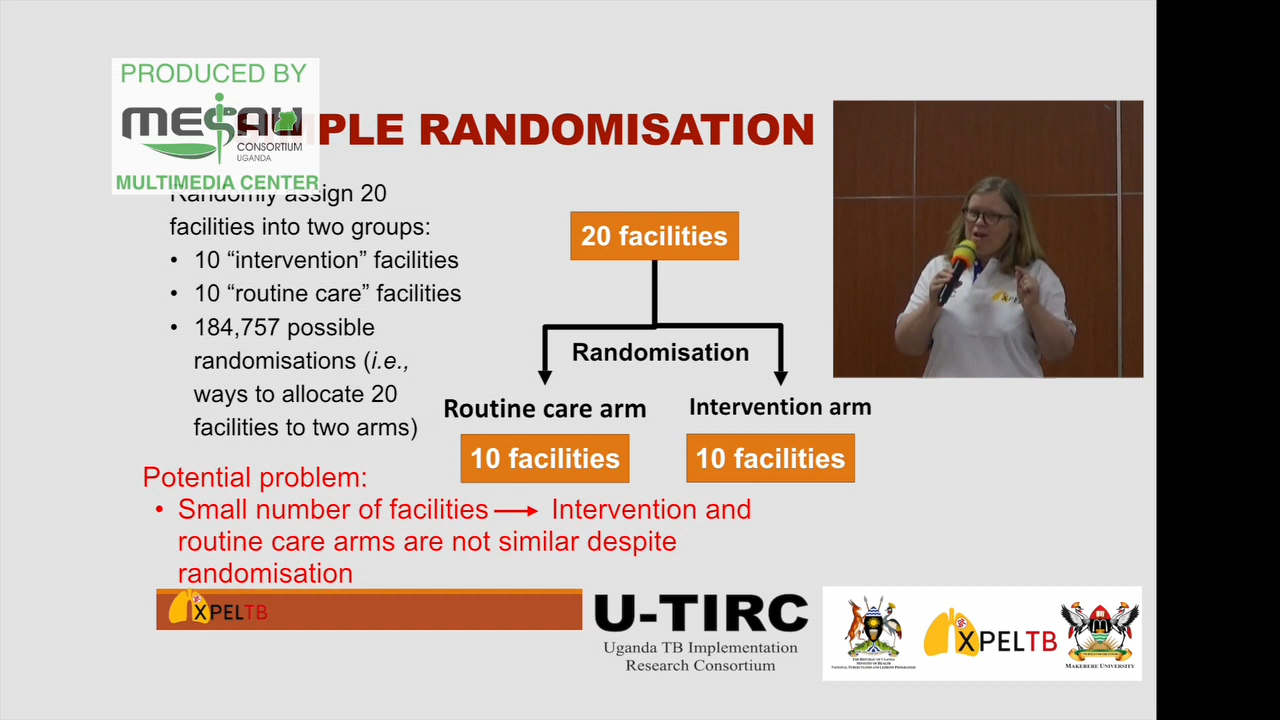 PRODUCED BY
MESAU
CONSORTIUM
UGANDA
MULTIMEDIA CENTER
SIMPLE RANDOMISATION
Randomly assign 20
facilities into two groups:
• 10 “intervention” facilities
• 10 “routine care” facilities
• 184,757 possible
randomisations (i.e.,
ways to allocate 20
facilities to two arms)
20 facilities
Randomisation
Routine care arm
Intervention arm
10 facilities
10 facilities
Potential problem:
• Small number of facilities → Intervention and
routine care arms are not similar despite
randomisation
XPELTB
U-TIRC
Uganda TB Implementation
Research Consortium
THE REPUBLIC OF UGANDA
MINISTRY OF HEALTH
NATIONAL TUBERCULOSIS AND LEPROSY PROGRAMME
XPELTB
MAKERERE UNIVERSITY
XPEL